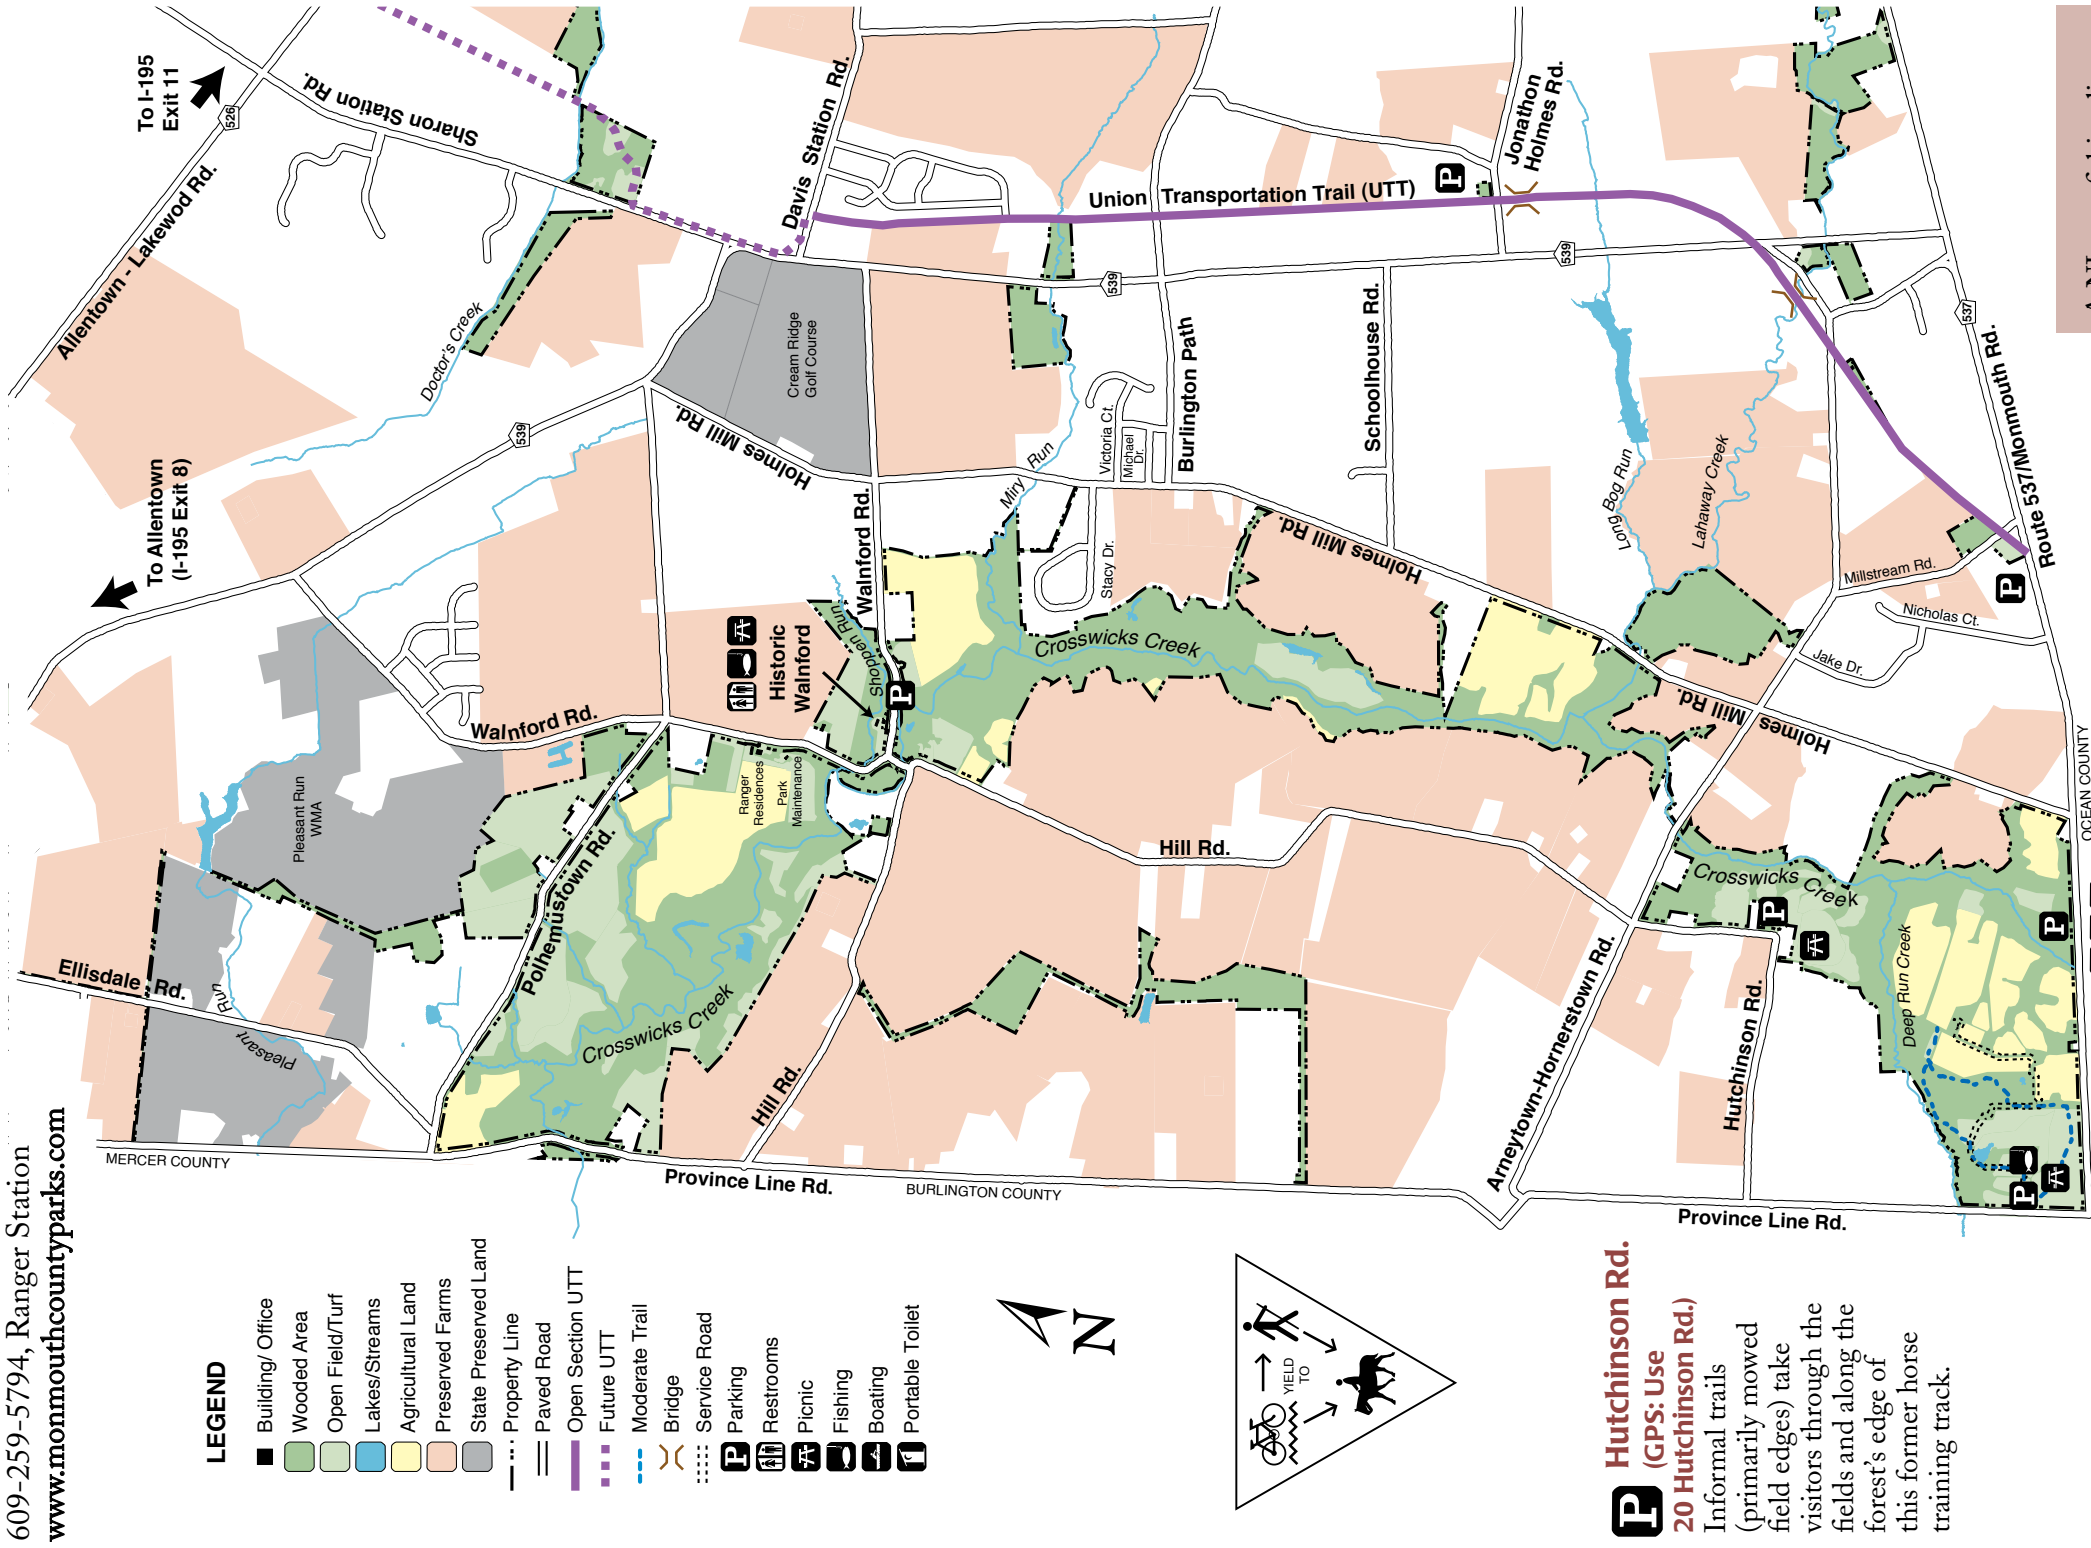 609-259-5794, Ranger Station
www.monmouthcountyparks.com
LEGEND
Building/ Office
Wooded Area
Open Field/Turf
Lakes/Streams
Agricultural Land
Preserved Farms
State Preserved Land
Property Line
Paved Road
Open Section UTT
Future UTT
Moderate Trail
Bridge
Service Road
P Parking
Restrooms
Picnic
Fishing
Boating
Portable Toilet
N
YIELD
TO
P Hutchinson Rd.
(GPS: Use
20 Hutchinson Rd.)
Informal trails
(primarily mowed
field edges) take
visitors through the
fields and along the
forest's edge of
this former horse
training track.
To I-195
Exit 11
526
Sharon Station Rd.
Allentown - Lakewod Rd.
Doctor's Creek
To Allentown
(I-195 Exit 8)
539
Davis Station Rd.
Cream Ridge
Golf Course
Holmes Mill Rd.
Walnford Rd.
Union Transportation Trail (UTT)
P
Jonathon
Holmes Rd.
539
539
Burlington Path
Schoolhouse Rd.
Victoria Ct.
Michael
Dr.
Miry Run
Stacy Dr.
Long Bog Run
Lahaway Creek
Holmes Mill Rd.
Millstream Rd.
Nicholas Ct.
Jake Dr.
537
Route 537/Monmouth Rd.
P
Holmes Mill Rd.
OCEAN COUNTY
Pleasant Run
WMA
Walnford Rd.
Historic
Walnford
Shoppen Run
P
Crosswicks Creek
Ranger
Residences
Park
Maintenance
Polhemustown Rd.
Ellisdale Rd.
Pleasant Run
Crosswicks Creek
Hill Rd.
Hill Rd.
Crosswicks Creek
P
P
Deep Run Creek
Arneytown-Hornerstown Rd.
Hutchinson Rd.
P
MERCER COUNTY
Province Line Rd.
BURLINGTON COUNTY
Province Line Rd.